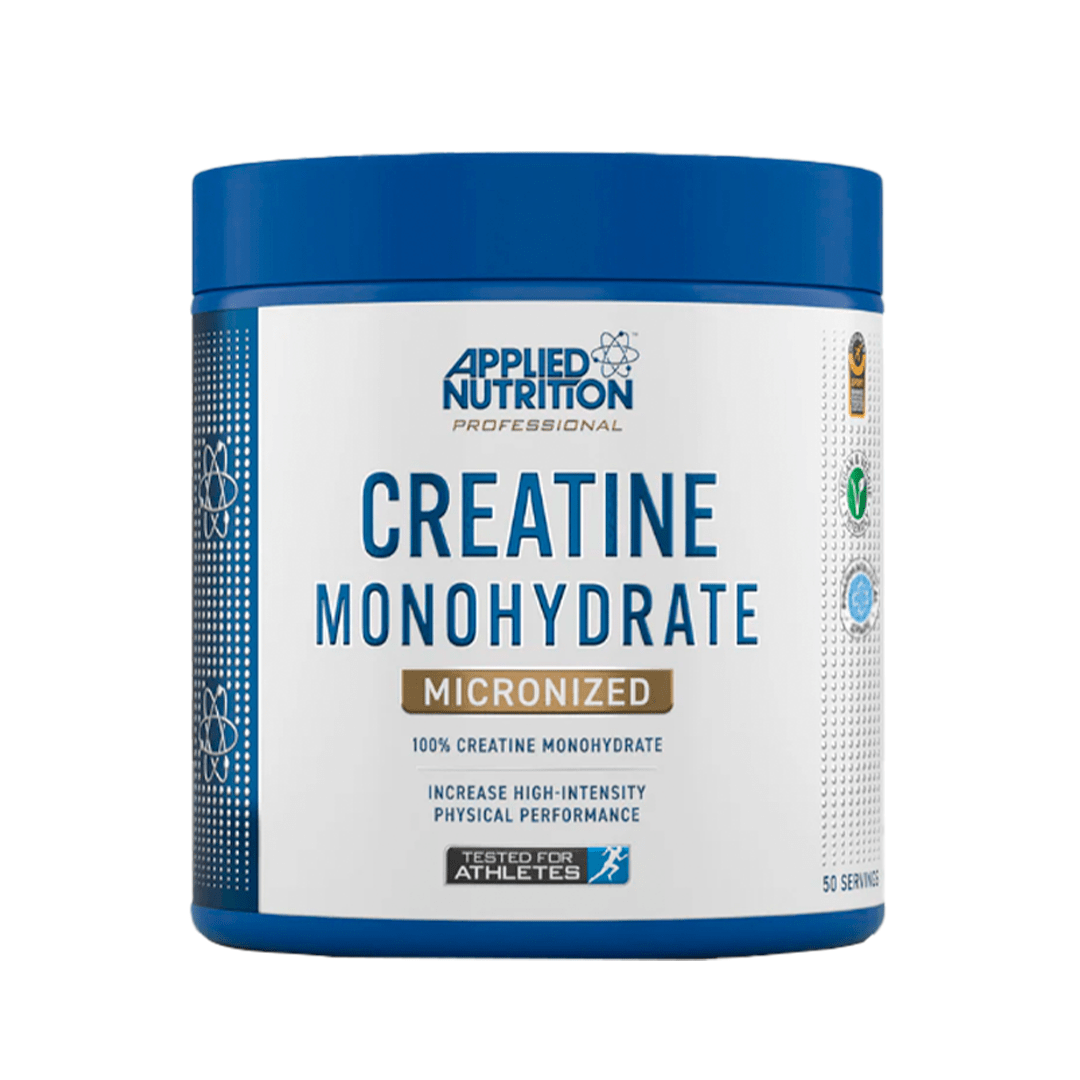 APPLIED
NUTRITION
PROFESSIONAL
CREATINE
MONOHYDRATE
MICRONIZED
100% CREATINE MONOHYDRATE
INCREASE HIGH-INTENSITY
PHYSICAL PERFORMANCE
TESTED FOR
ATHLETES
50 SERVINGS